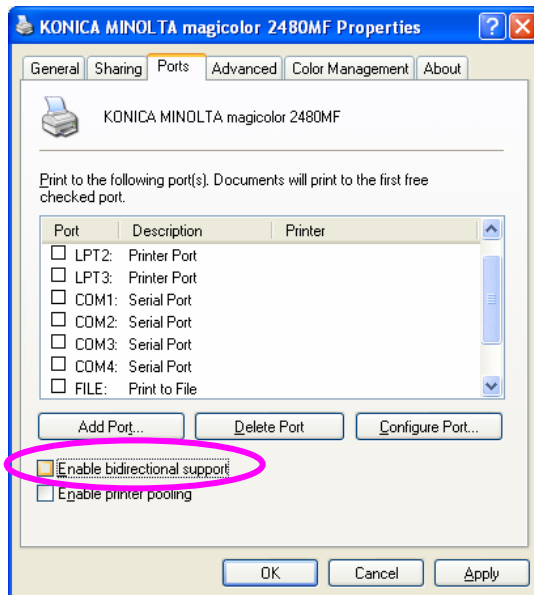 KONICA MINOLTA magicolor 2480MF Properties
General Sharing Ports Advanced Color Management About
KONICA MINOLTA magicolor 2480MF
Print to the following port(s). Documents will print to the first free
checked port.
Port Description Printer
LPT2: Printer Port
LPT3: Printer Port
COM1: Serial Port
COM2: Serial Port
COM3: Serial Port
COM4: Serial Port
FILE: Print to File
Add Port... Delete Port Configure Port...
Enable bidirectional support
Enable printer pooling
OK Cancel Apply